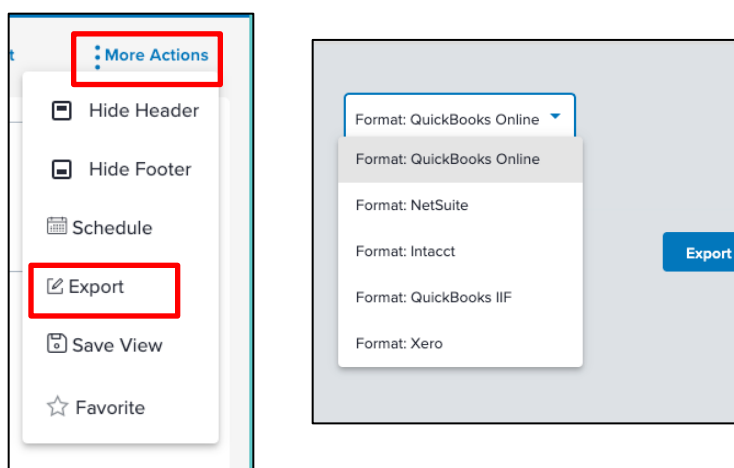 t
More Actions
Hide Header
Hide Footer
Schedule
Export
Save View
Favorite
Format: QuickBooks Online
Format: QuickBooks Online
Format: NetSuite
Format: Intacct
Format: QuickBooks IIF
Format: Xero
Export